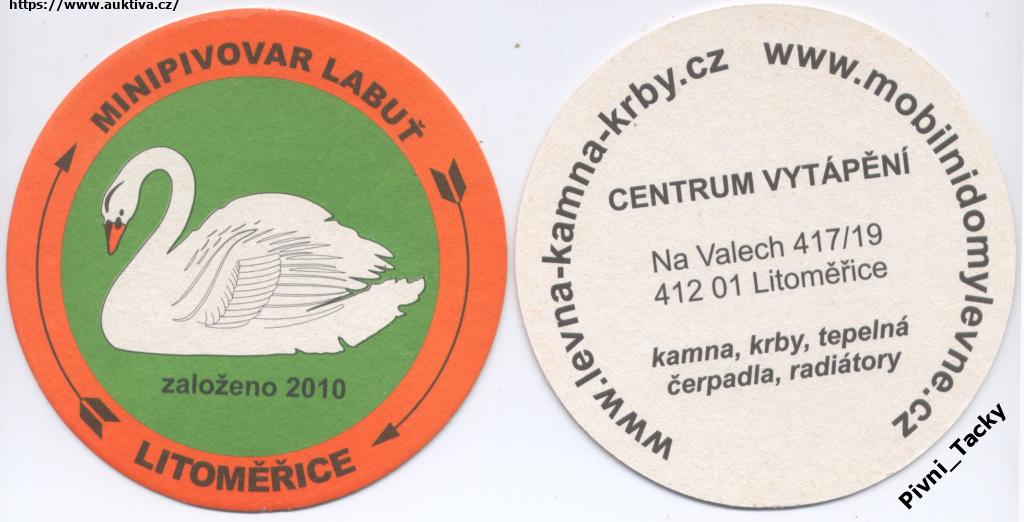 https://www.auktiva.cz/
MINIPIVOVAR LABUŤ
založeno 2010
LITOMĚŘICE
www.levna-kamna-krby.cz
www.mobilnidomylevne.cz
CENTRUM VYTÁPĚNÍ
Na Valech 417/19
412 01 Litoměřice
kamna, krby, tepelná
čerpadla, radiátory
Pivni_Tacky